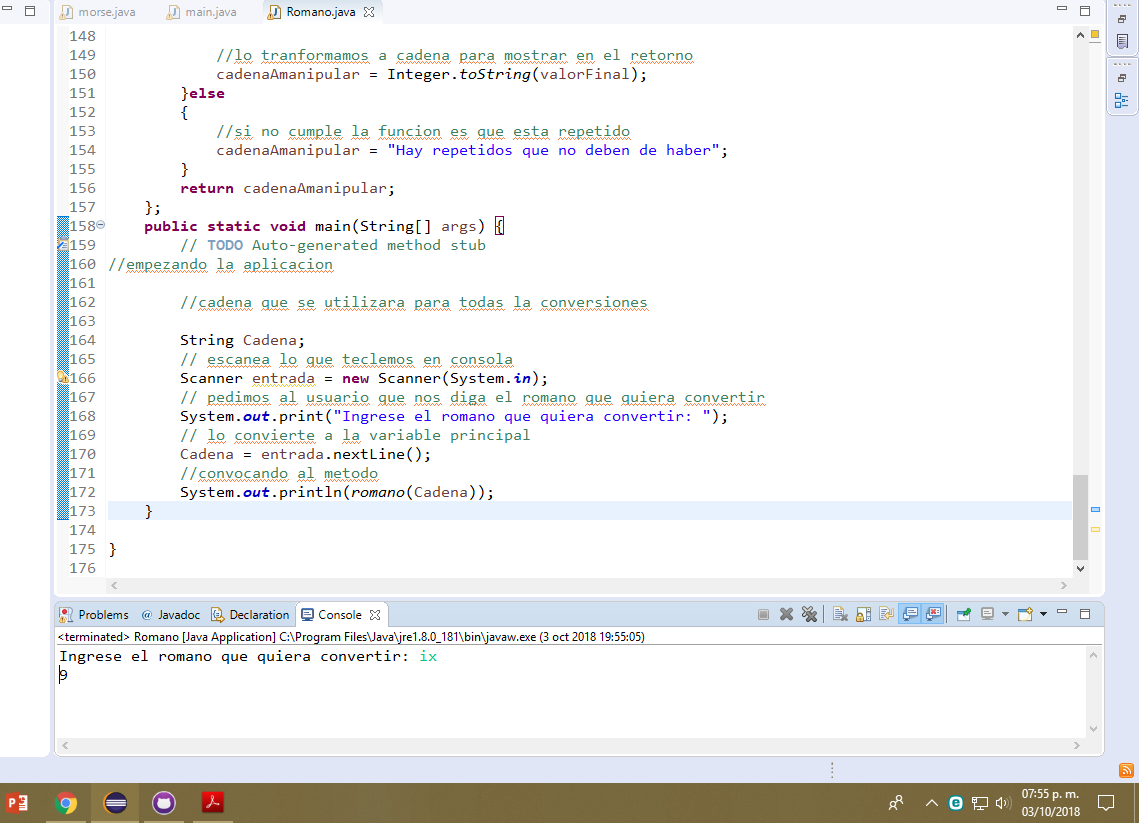 morse.java main.java Romano.java
148
149 //lo tranformamos a cadena para mostrar en el retorno
150 cadenaAmanipular = Integer.toString(valorFinal);
151 }else
152 {
153 //si no cumple la funcion es que esta repetido
154 cadenaAmanipular = "Hay repetidos que no deben de haber";
155 }
156 return cadenaAmanipular;
157 };
158 public static void main(String[] args) {
159 // TODO Auto-generated method stub
160 //empezando la aplicacion
161
162 //cadena que se utilizara para todas la conversiones
163
164 String Cadena;
165 // escanea lo que teclemos en consola
166 Scanner entrada = new Scanner(System.in);
167 // pedimos al usuario que nos diga el romano que quiera convertir
168 System.out.print("Ingrese el romano que quiera convertir: ");
169 // lo convierte a la variable principal
170 Cadena = entrada.nextLine();
171 //convocando al metodo
172 System.out.println(romano(Cadena));
173 }
174
175 }
176
Problems @ Javadoc Declaration Console
<terminated> Romano [Java Application] C:\Program Files\Java\jre1.8.0_181\bin\javaw.exe (3 oct 2018 19:55:05)
Ingrese el romano que quiera convertir: ix
9
07:55 p. m.
03/10/2018